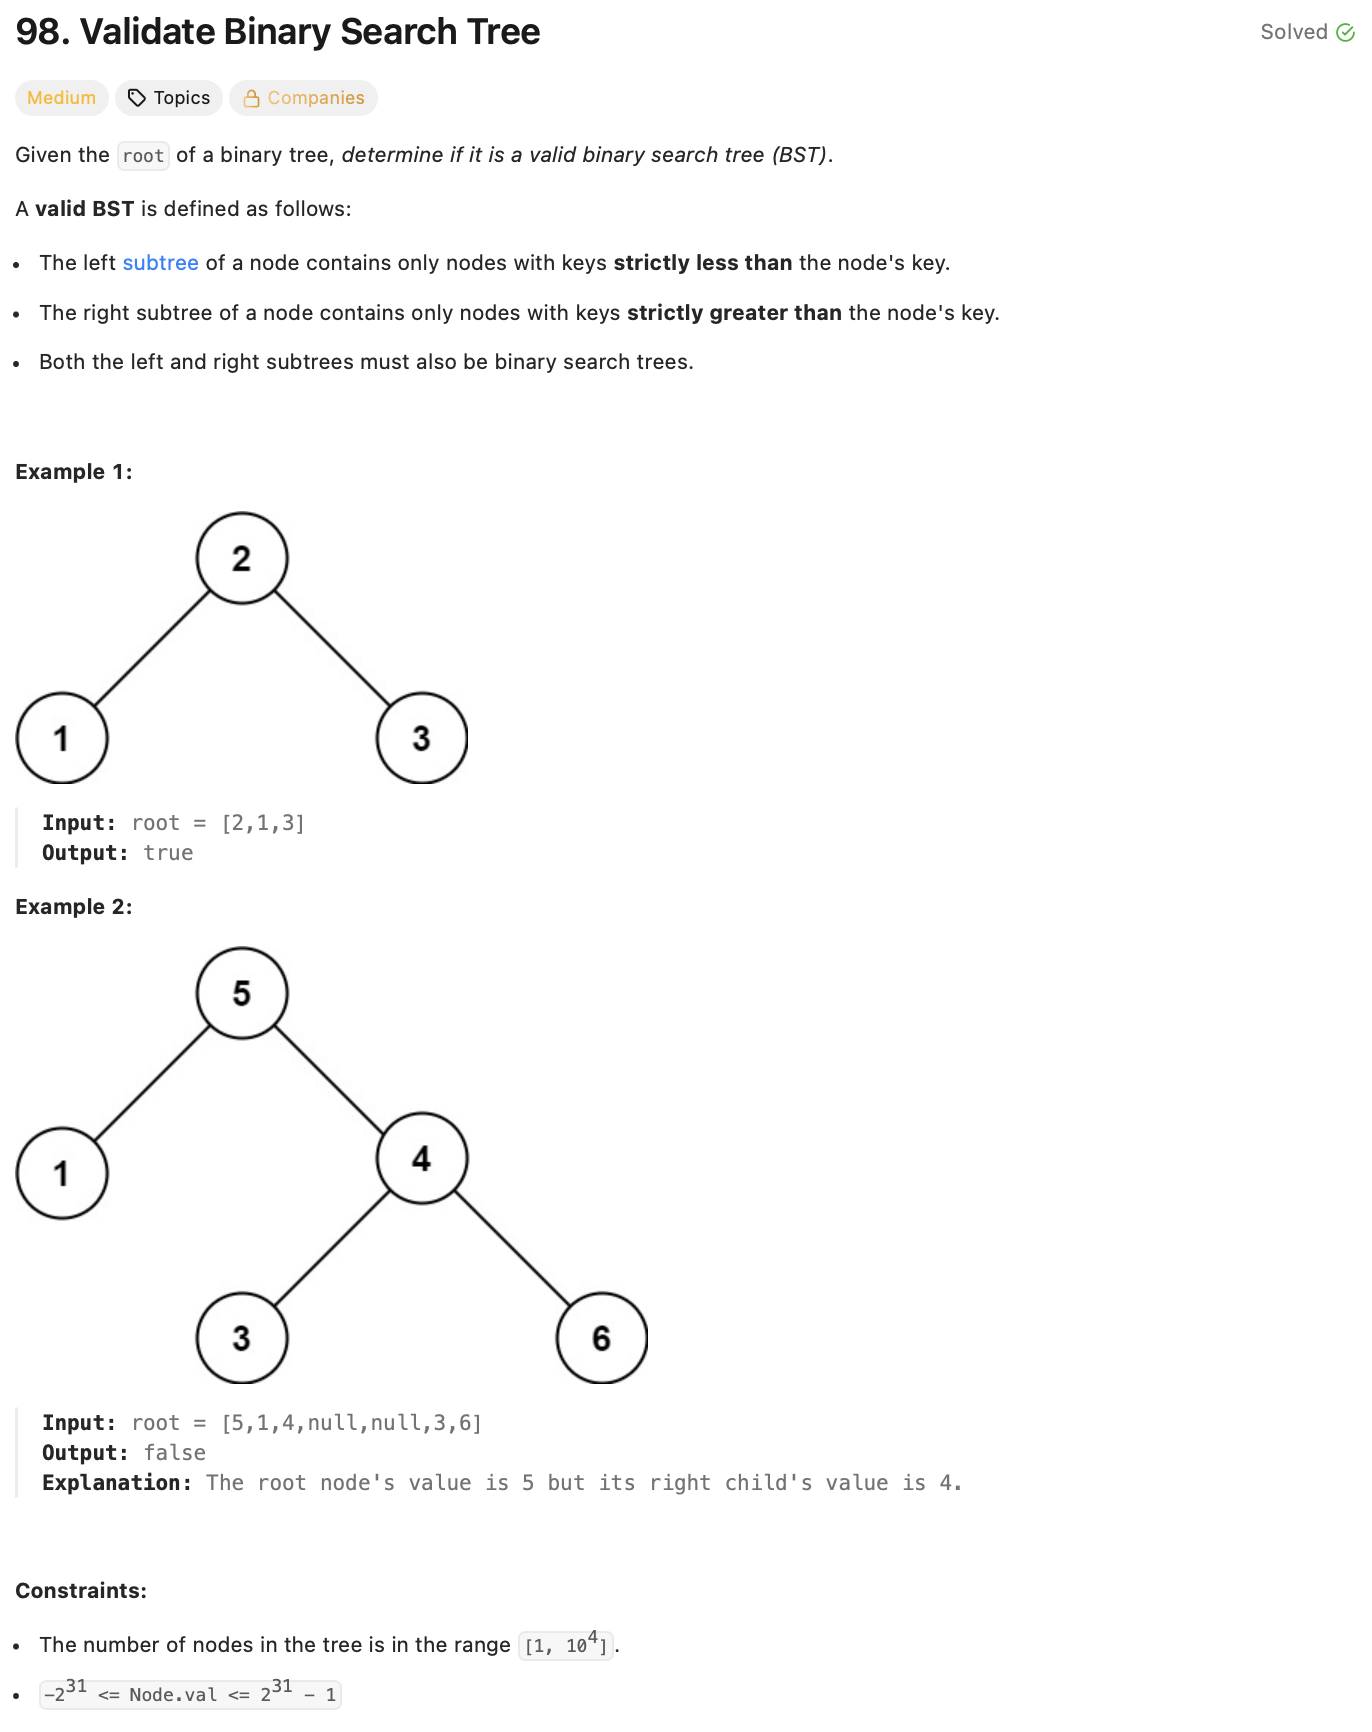 98. Validate Binary Search Tree
Solved
Medium Topics Companies
Given the root of a binary tree, determine if it is a valid binary search tree (BST).
A valid BST is defined as follows:
• The left subtree of a node contains only nodes with keys strictly less than the node's key.
• The right subtree of a node contains only nodes with keys strictly greater than the node's key.
• Both the left and right subtrees must also be binary search trees.
Example 1:
2
1 3
Input: root = [2,1,3]
Output: true
Example 2:
5
1 4
3 6
Input: root = [5,1,4,null,null,3,6]
Output: false
Explanation: The root node's value is 5 but its right child's value is 4.
Constraints:
• The number of nodes in the tree is in the range [1, 10⁴].
• -2³¹ <= Node.val <= 2³¹ - 1